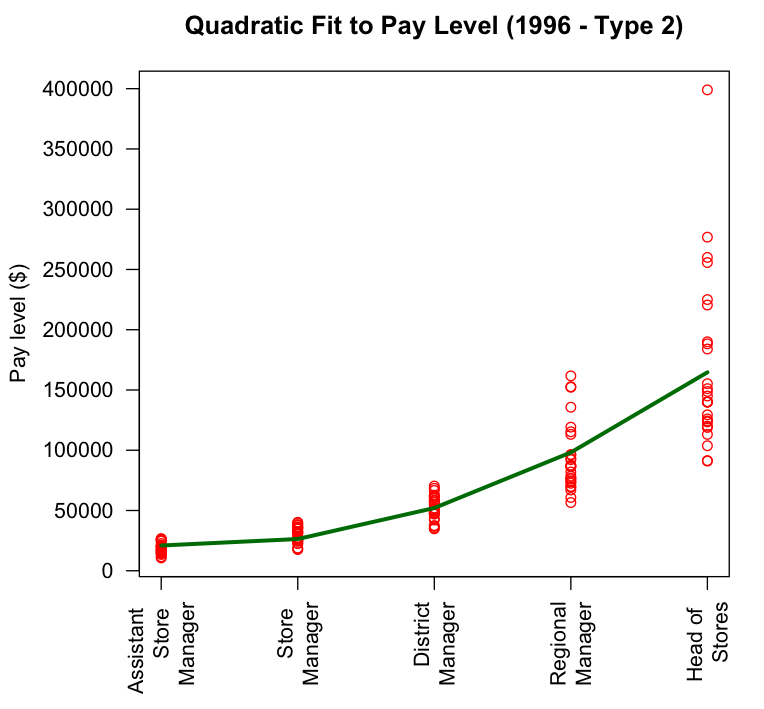 Quadratic Fit to Pay Level (1996 - Type 2)
Pay level ($)
400000
350000
300000
250000
200000
150000
100000
50000
0
Assistant
Store
Manager
Store
Manager
District
Manager
Regional
Manager
Head of
Stores